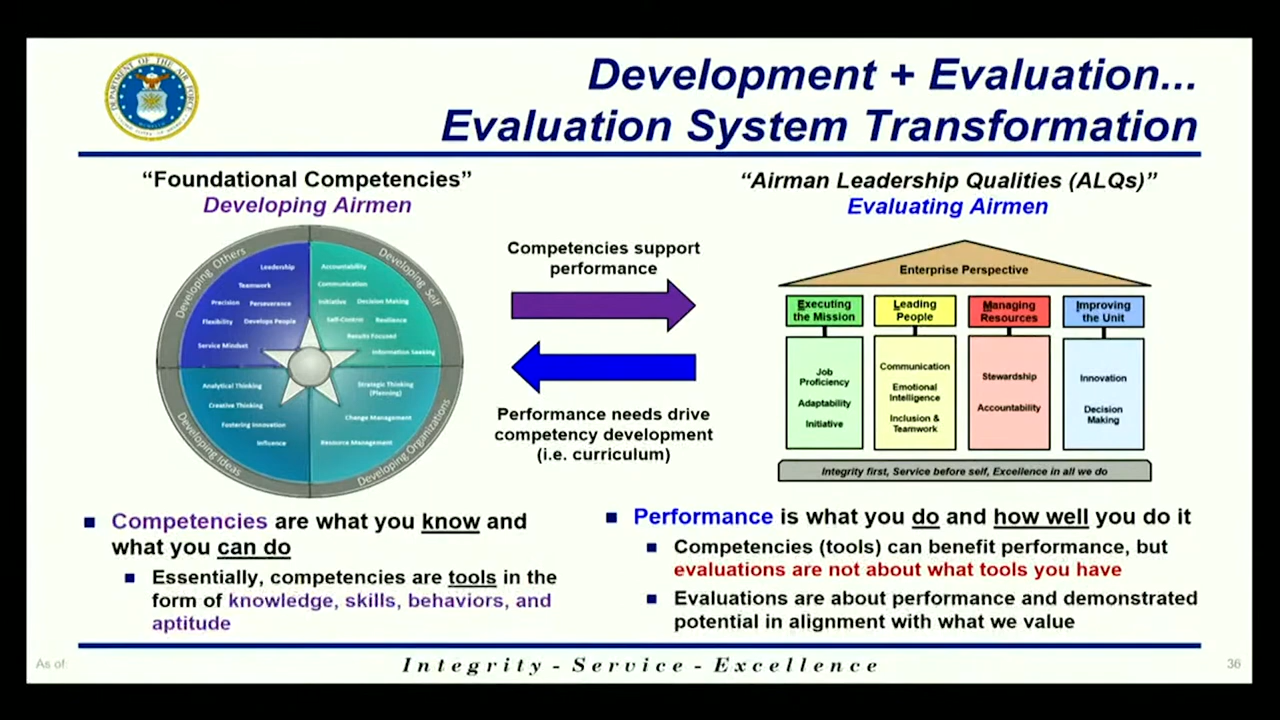 DEPARTMENT OF THE AIR FORCE
Development + Evaluation...
Evaluation System Transformation
“Foundational Competencies”
Developing Airmen
Developing Others
Leadership
Teamwork
Precision Perseverance
Flexibility Develops People
Service Mindset
Developing Self
Accountability
Communication
Initiative Decision Making
Self-Control Resilience
Results Focused
Information Seeking
Developing Ideas
Analytical Thinking
Creative Thinking
Fostering Innovation
Influence
Developing Organizations
Strategic Thinking
(Planning)
Change Management
Resource Management
Competencies support
performance
Performance needs drive
competency development
(i.e. curriculum)
“Airman Leadership Qualities (ALQs)”
Evaluating Airmen
Enterprise Perspective
Executing
the Mission
Job
Proficiency
Adaptability
Initiative
Leading
People
Communication
Emotional
Intelligence
Inclusion &
Teamwork
Managing
Resources
Stewardship
Accountability
Improving
the Unit
Innovation
Decision
Making
Integrity first, Service before self, Excellence in all we do
Competencies are what you know and
what you can do
Essentially, competencies are tools in the
form of knowledge, skills, behaviors, and
aptitude
Performance is what you do and how well you do it
Competencies (tools) can benefit performance, but
evaluations are not about what tools you have
Evaluations are about performance and demonstrated
potential in alignment with what we value
As of
Integrity - Service - Excellence
36